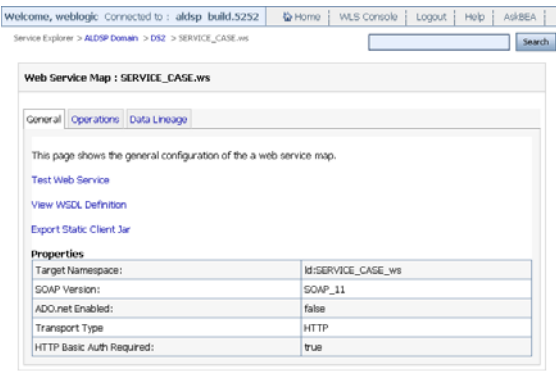 Welcome, weblogic Connected to : aldsp build.5252 Home WLS Console Logout Help AskBEA
Service Explorer > ALDSP Domain > DS2 > SERVICE_CASE.ws Search
Web Service Map : SERVICE_CASE.ws
General Operations Data Lineage
This page shows the general configuration of the a web service map.
Test Web Service
View WSDL Definition
Export Static Client Jar
Properties
Target Namespace: ld:SERVICE_CASE_ws
SOAP Version: SOAP_11
ADO.net Enabled: false
Transport Type HTTP
HTTP Basic Auth Required: true